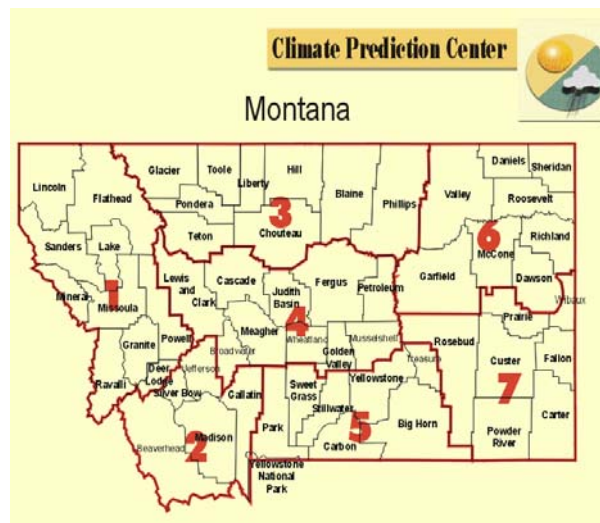 Climate Prediction Center
Montana
Lincoln
Flathead
Glacier
Toole
Liberty
Hill
Blaine
Phillips
Valley
Daniels
Sheridan
Roosevelt
Pondera
Teton
3
Chouteau
Sanders
Lake
6
McCone
Richland
Garfield
Dawson
Wibaux
Mineral
1
Missoula
Lewis
and
Clark
Cascade
Judith
Basin
Fergus
Petroleum
4
Meagher
Wheatland
Golden
Valley
Musselshell
Prairie
Rosebud
Treasure
Custer
Fallon
7
Granite
Powell
Deer
Lodge
Ravalli
Silver Bow
Jefferson
Broadwater
Gallatin
Sweet
Grass
Yellowstone
Stillwater
Park
5
Big Horn
Carbon
Powder
River
Carter
Beaverhead
2
Madison
Yellowstone
National
Park